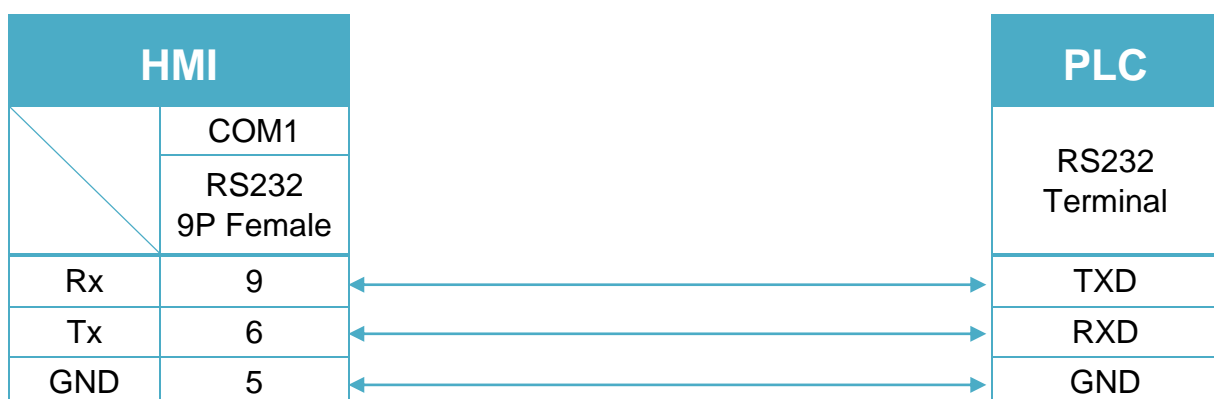 HMI
PLC
COM1
RS232
9P Female
RS232
Terminal
Rx 9 TXD
Tx 6 RXD
GND 5 GND